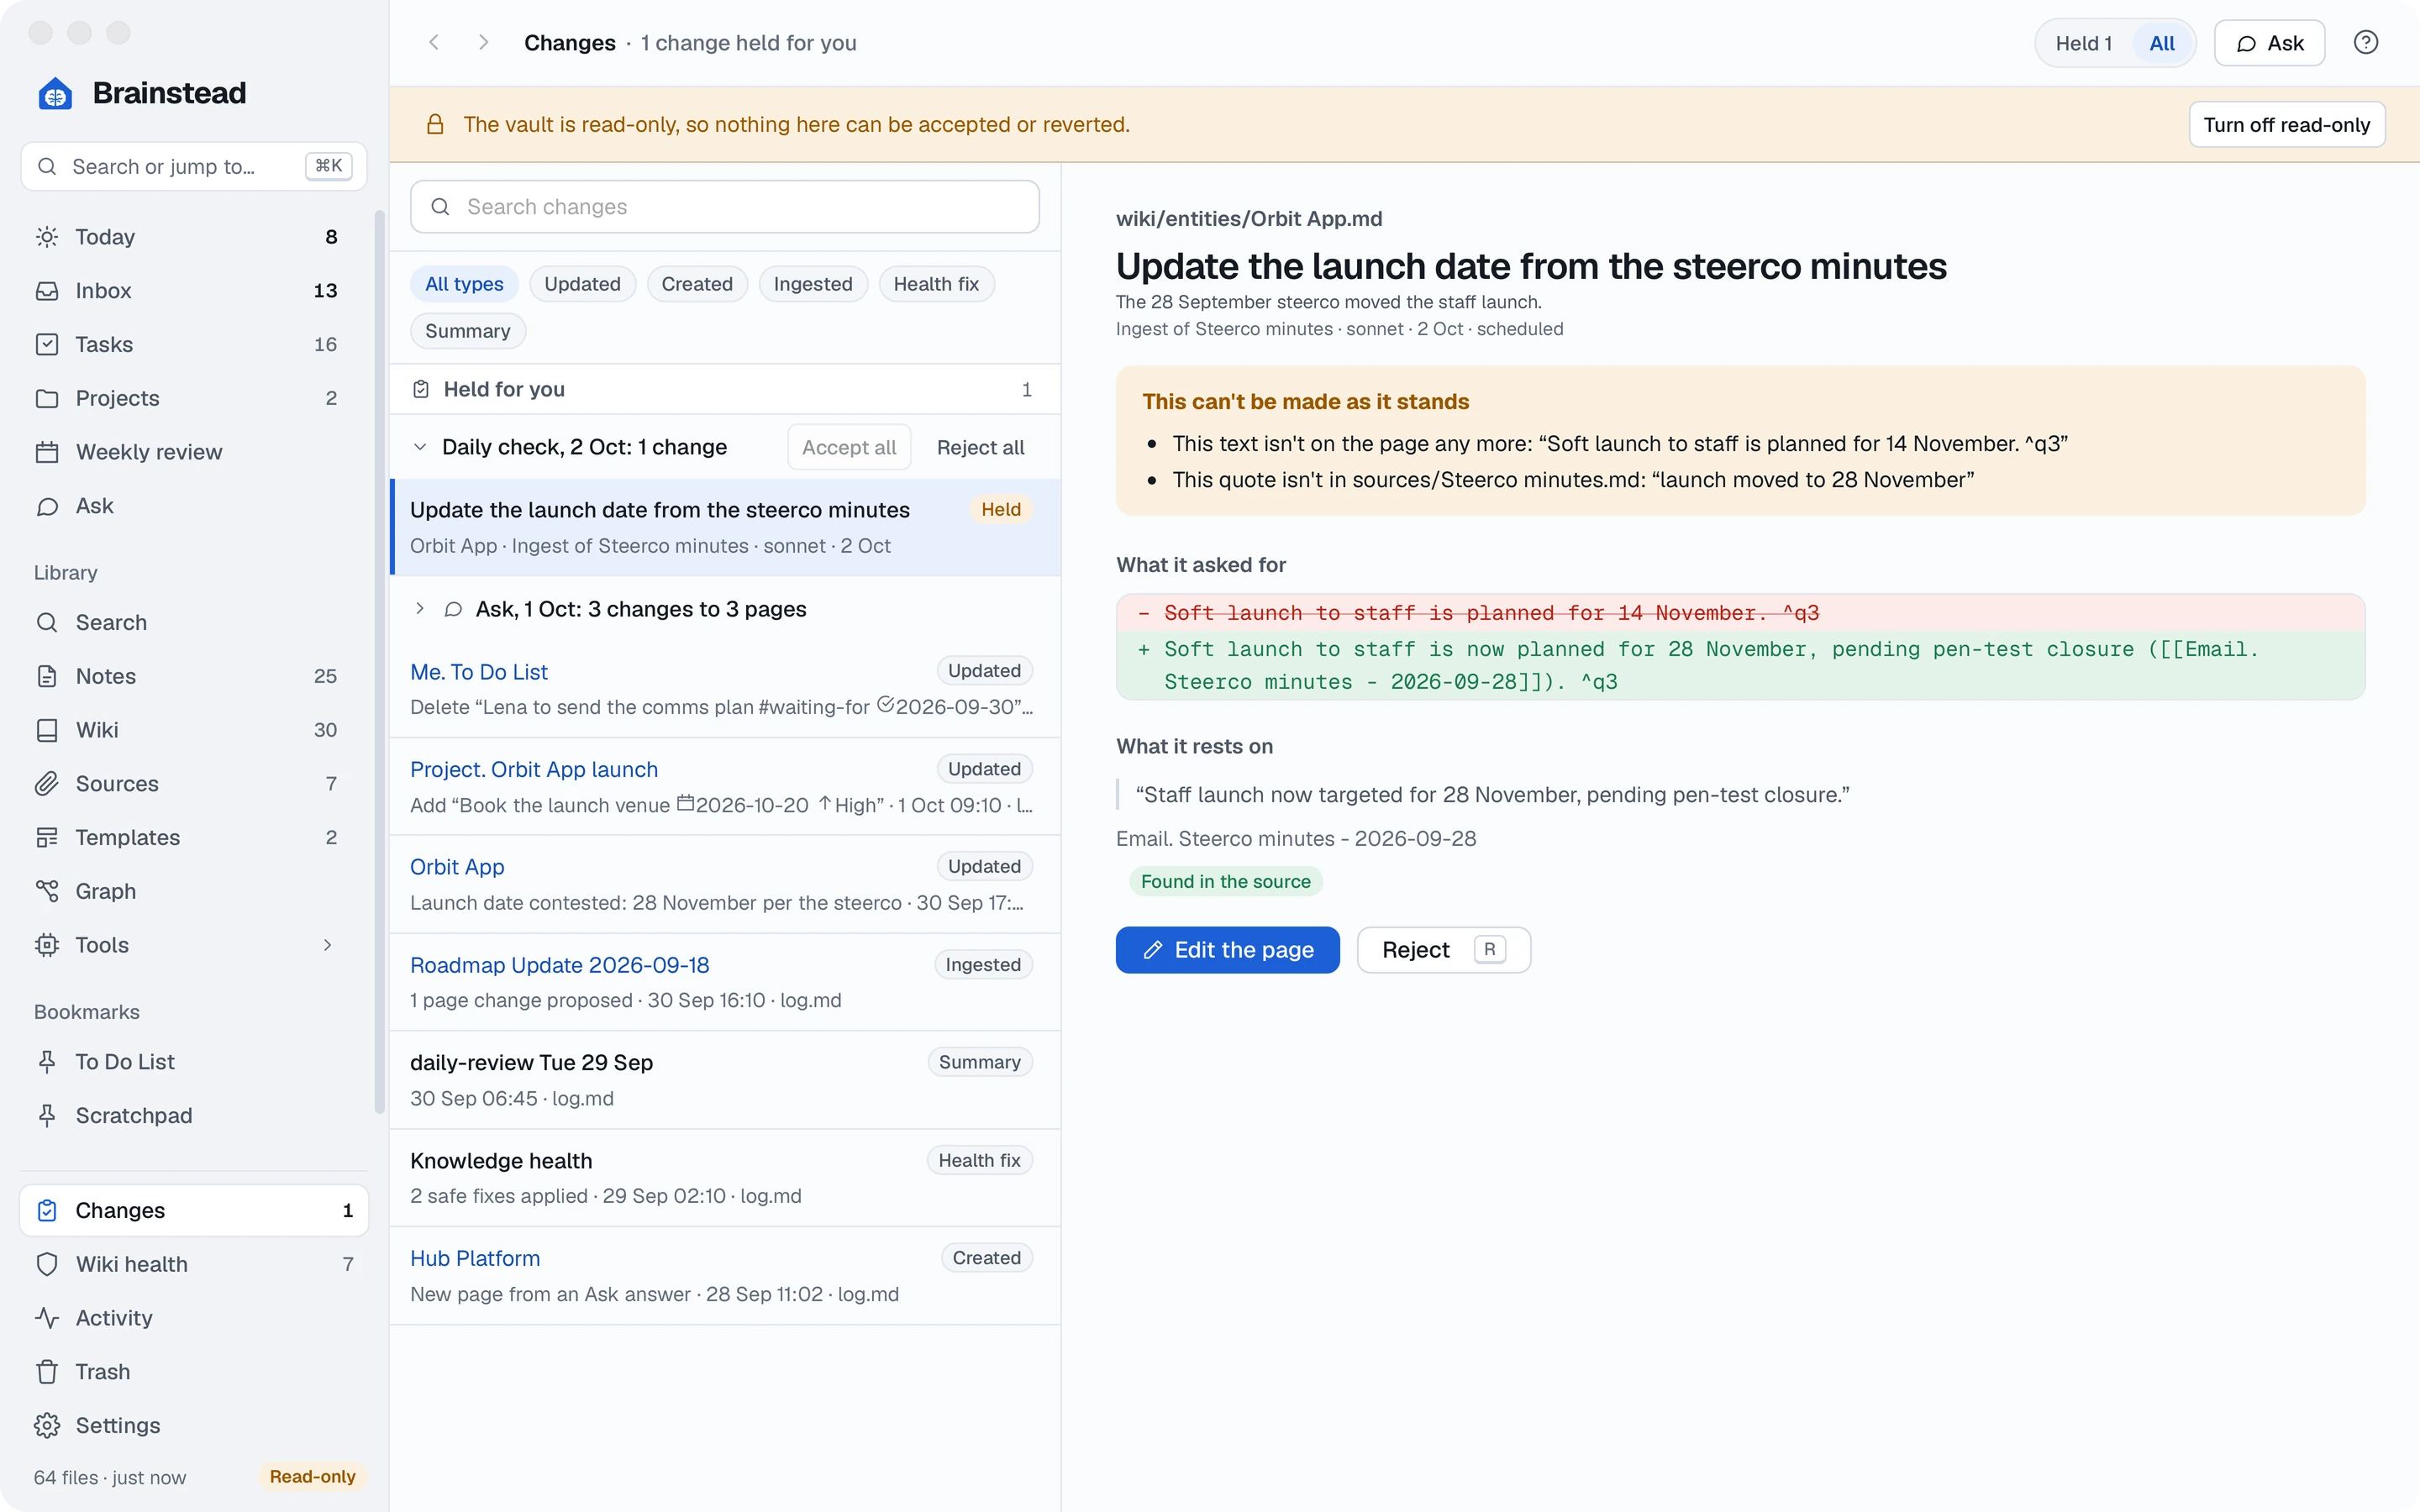 Brainstead
Search or jump to… ⌘K
Today 8
Inbox 13
Tasks 16
Projects 2
Weekly review
Ask
Library
Search
Notes 25
Wiki 30
Sources 7
Templates 2
Graph
Tools
Bookmarks
To Do List
Scratchpad
Changes 1
Wiki health 7
Activity
Trash
Settings
64 files · just now Read-only
Changes · 1 change held for you
Held 1 All Ask
The vault is read-only, so nothing here can be accepted or reverted. Turn off read-only
Search changes
All types Updated Created Ingested Health fix
Summary
Held for you 1
Daily check, 2 Oct: 1 change Accept all Reject all
Update the launch date from the steerco minutes Held
Orbit App · Ingest of Steerco minutes · sonnet · 2 Oct
Ask, 1 Oct: 3 changes to 3 pages
Me. To Do List Updated
Delete “Lena to send the comms plan #waiting-for 2026-09-30”…
Project. Orbit App launch Updated
Add “Book the launch venue 2026-10-20 High” · 1 Oct 09:10 · l…
Orbit App Updated
Launch date contested: 28 November per the steerco · 30 Sep 17:…
Roadmap Update 2026-09-18 Ingested
1 page change proposed · 30 Sep 16:10 · log.md
daily-review Tue 29 Sep Summary
30 Sep 06:45 · log.md
Knowledge health Health fix
2 safe fixes applied · 29 Sep 02:10 · log.md
Hub Platform Created
New page from an Ask answer · 28 Sep 11:02 · log.md
wiki/entities/Orbit App.md
Update the launch date from the steerco minutes
The 28 September steerco moved the staff launch.
Ingest of Steerco minutes · sonnet · 2 Oct · scheduled
This can't be made as it stands
• This text isn't on the page any more: “Soft launch to staff is planned for 14 November. ^q3”
• This quote isn't in sources/Steerco minutes.md: “launch moved to 28 November”
What it asked for
- Soft launch to staff is planned for 14 November. ^q3
+ Soft launch to staff is now planned for 28 November, pending pen-test closure ([[Email.
Steerco minutes - 2026-09-28]]). ^q3
What it rests on
“Staff launch now targeted for 28 November, pending pen-test closure.”
Email. Steerco minutes - 2026-09-28
Found in the source
Edit the page Reject R